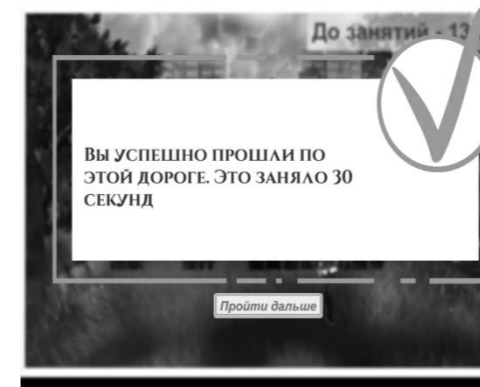 До занятий - 13
Вы успешно прошли по
этой дороге. Это заняло 30
секунд
Пройти дальше